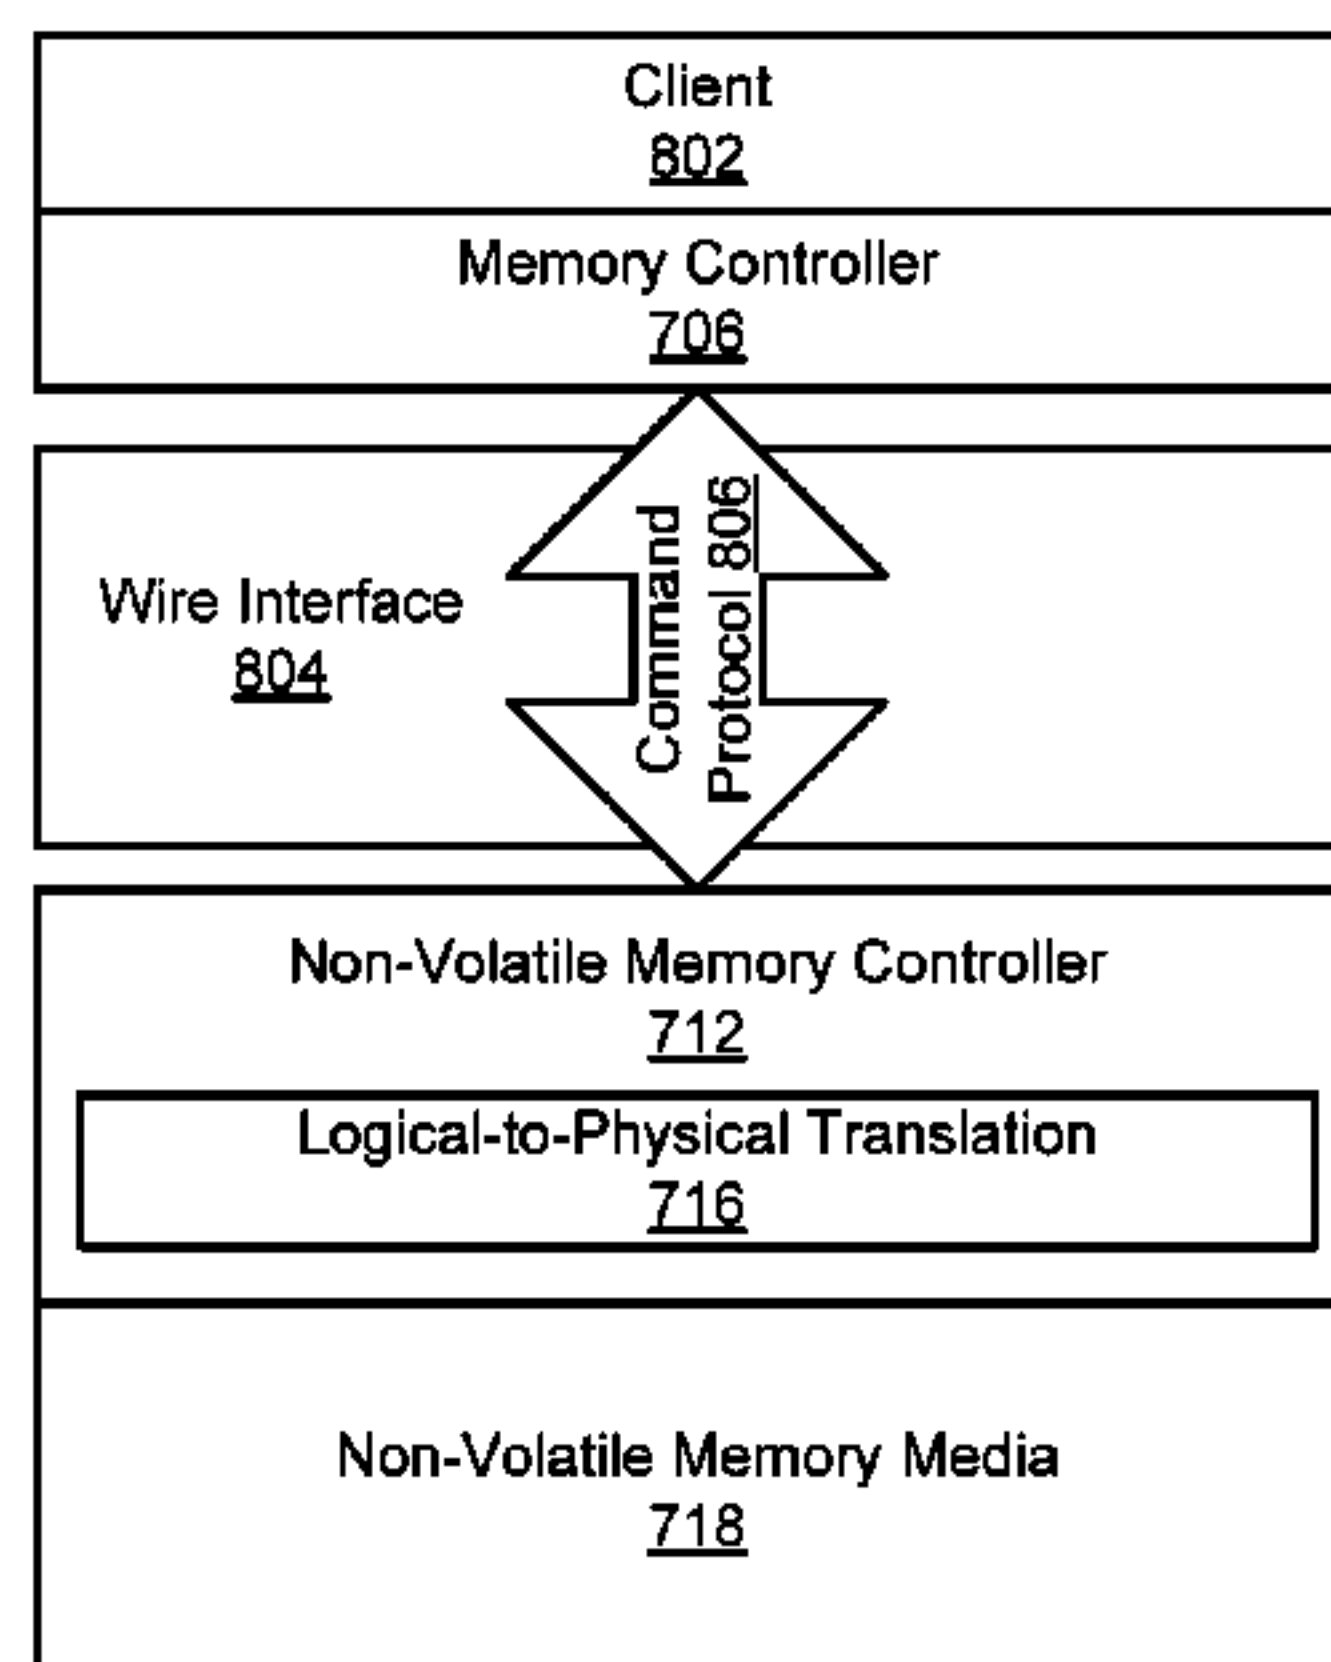 Client
802
Memory Controller
706
Wire Interface
804
Command
Protocol 806
Non-Volatile Memory Controller
712
Logical-to-Physical Translation
716
Non-Volatile Memory Media
718